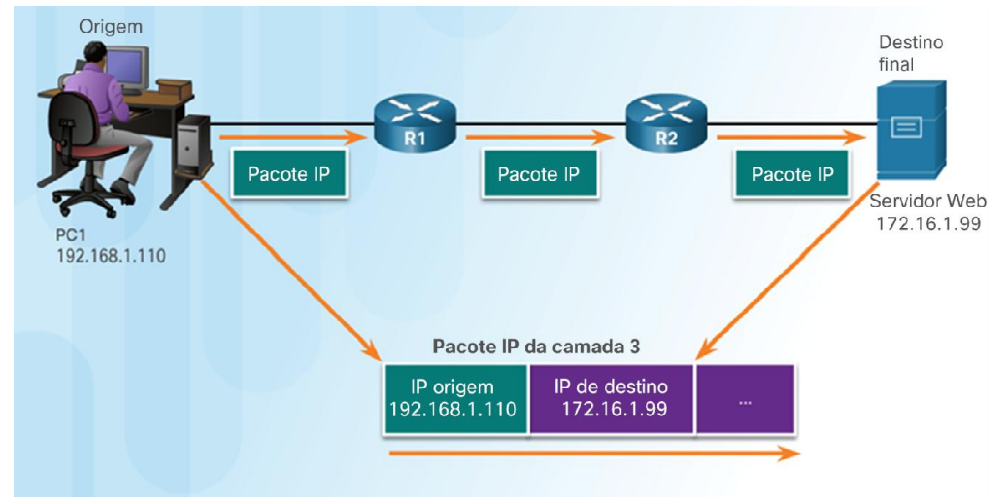 Origem
Destino
final
R1
R2
Pacote IP
Pacote IP
Pacote IP
Servidor Web
172.16.1.99
PC1
192.168.1.110
Pacote IP da camada 3
IP origem
192.168.1.110
IP de destino
172.16.1.99
...